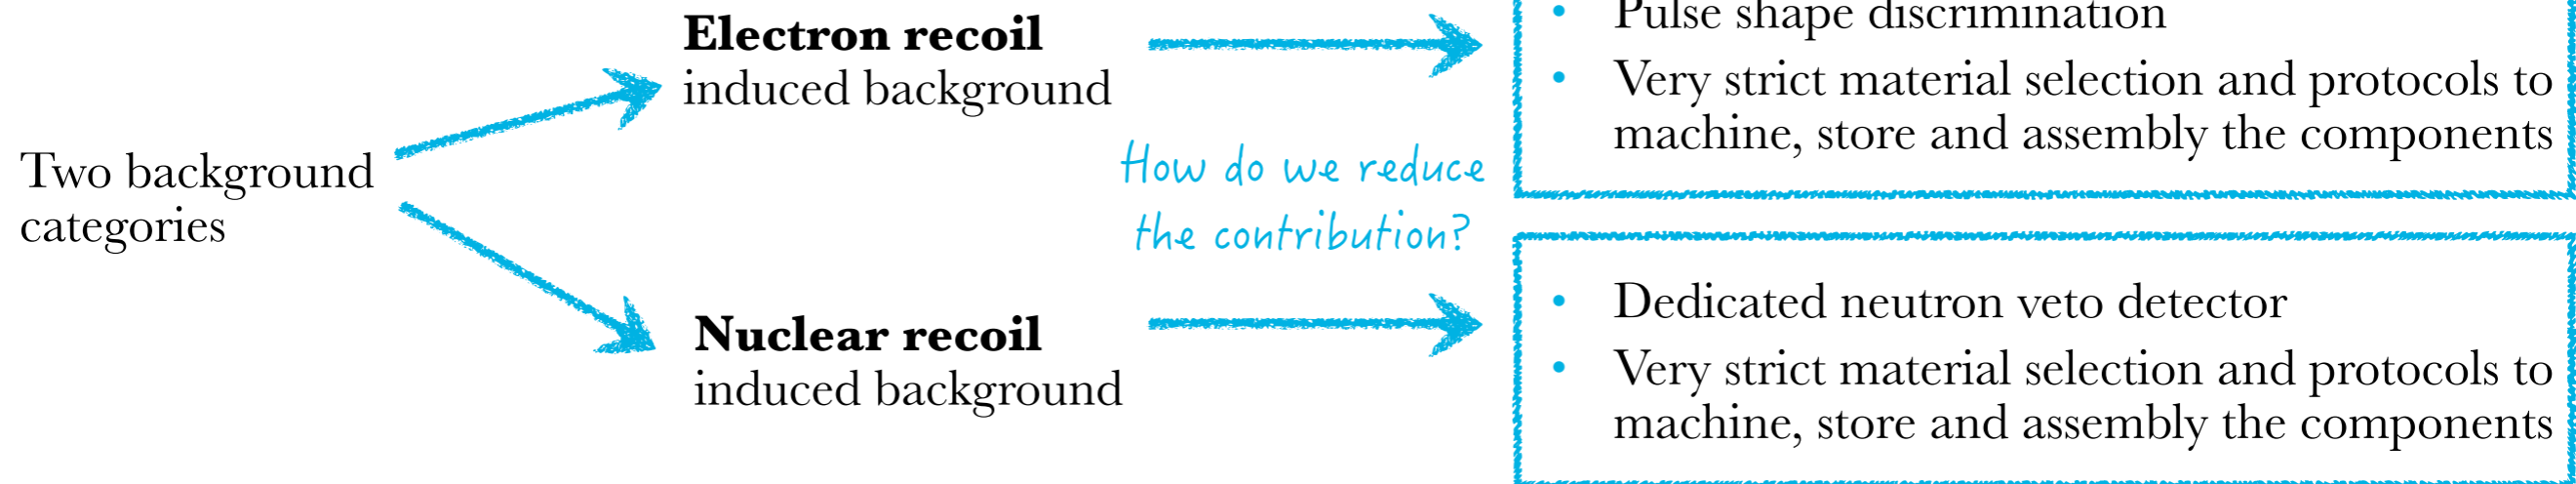 Two background
categories
Electron recoil
induced background
Nuclear recoil
induced background
How do we reduce
the contribution?
• Pulse shape discrimination
• Very strict material selection and protocols to
machine, store and assembly the components
• Dedicated neutron veto detector
• Very strict material selection and protocols to
machine, store and assembly the components